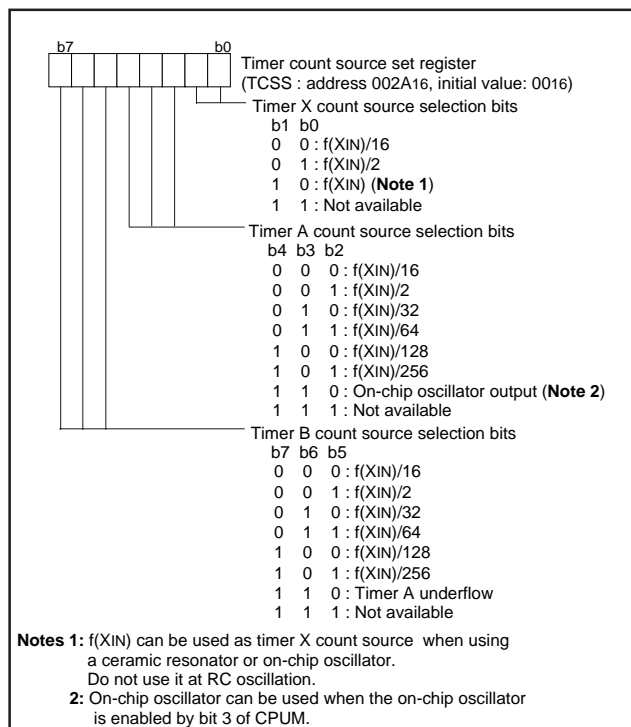 b7 b0
Timer count source set register
(TCSS : address 002A16, initial value: 0016)
Timer X count source selection bits
b1 b0
0 0 : f(XIN)/16
0 1 : f(XIN)/2
1 0 : f(XIN) (Note 1)
1 1 : Not available
Timer A count source selection bits
b4 b3 b2
0 0 0 : f(XIN)/16
0 0 1 : f(XIN)/2
0 1 0 : f(XIN)/32
0 1 1 : f(XIN)/64
1 0 0 : f(XIN)/128
1 0 1 : f(XIN)/256
1 1 0 : On-chip oscillator output (Note 2)
1 1 1 : Not available
Timer B count source selection bits
b7 b6 b5
0 0 0 : f(XIN)/16
0 0 1 : f(XIN)/2
0 1 0 : f(XIN)/32
0 1 1 : f(XIN)/64
1 0 0 : f(XIN)/128
1 0 1 : f(XIN)/256
1 1 0 : Timer A underflow
1 1 1 : Not available
Notes 1: f(XIN) can be used as timer X count source when using
a ceramic resonator or on-chip oscillator.
Do not use it at RC oscillation.
2: On-chip oscillator can be used when the on-chip oscillator
is enabled by bit 3 of CPUM.